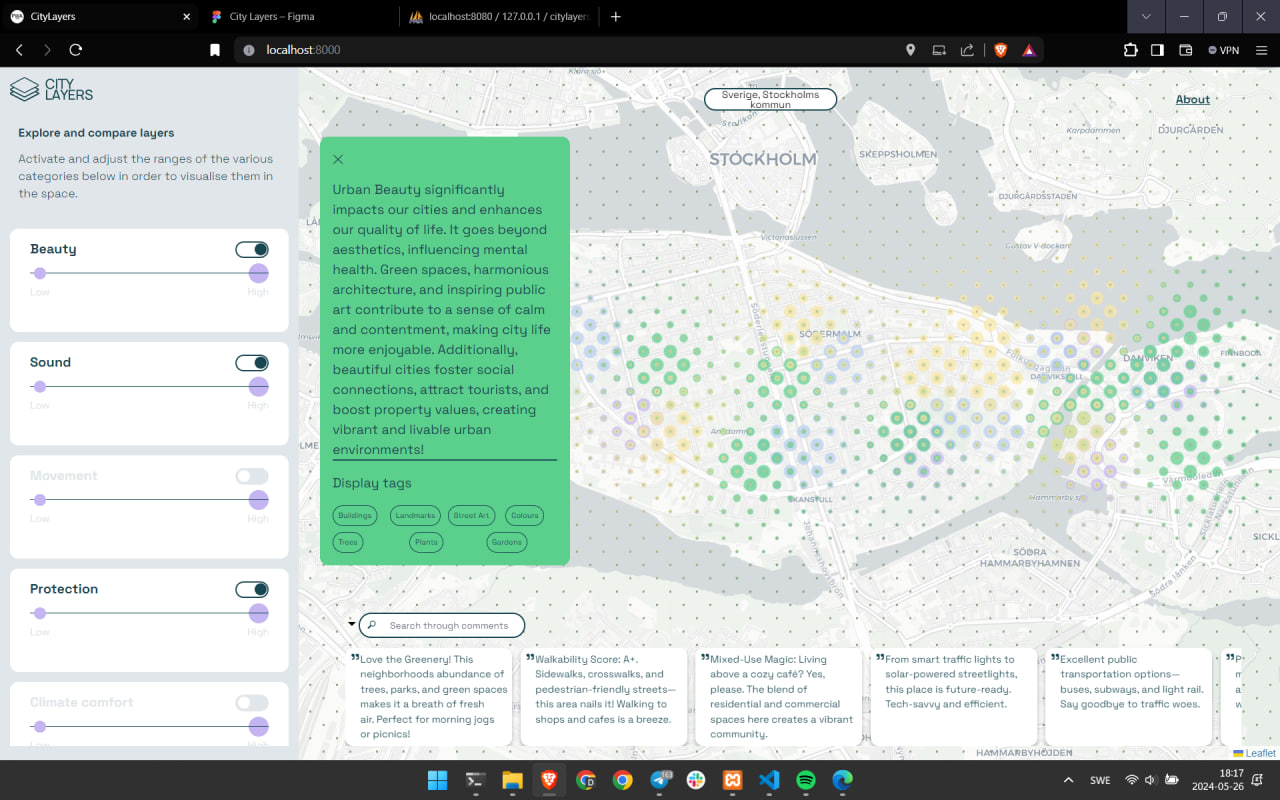 CityLayers
City Layers – Figma
localhost:8080 / 127.0.0.1 / citylayers
localhost:8000
VPN
CITY
LAYERS
Explore and compare layers
Activate and adjust the ranges of the various
categories below in order to visualise them in
the space.
Beauty
Low High
Sound
Low High
Movement
Low High
Protection
Low High
Climate comfort
Low High
Sverige, Stockholms
kommun
About
Urban Beauty significantly
impacts our cities and enhances
our quality of life. It goes beyond
aesthetics, influencing mental
health. Green spaces, harmonious
architecture, and inspiring public
art contribute to a sense of calm
and contentment, making city life
more enjoyable. Additionally,
beautiful cities foster social
connections, attract tourists, and
boost property values, creating
vibrant and livable urban
environments!
Display tags
Buildings Landmarks Street Art Colours
Trees Plants Gardens
Klara sjö
Karpdammen
DJURGÅRDEN
STOCKHOLM
SKEPPSHOLMEN
DJURGÅRDSSTADEN
Victoriaslussen
Gustav V-dockan
SÖDERMALM
DANVIKEN
FINNBODA
DANVIKSTULL
Värmdöleden
SKANSTULL
Johanneshovsbron
SÖDRA
HAMMARBYHAMNEN
SICKL
Södra länken
Search through comments
❞Love the Greenery! This
neighborhoods abundance of
trees, parks, and green spaces
makes it a breath of fresh
air. Perfect for morning jogs
or picnics!
❞Walkability Score: A+.
Sidewalks, crosswalks, and
pedestrian-friendly streets—
this area nails it! Walking to
shops and cafes is a breeze.
❞Mixed-Use Magic: Living
above a cozy café? Yes,
please. The blend of
residential and commercial
spaces here creates a vibrant
community.
❞From smart traffic lights to
solar-powered streetlights,
this place is future-ready.
Tech-savvy and efficient.
❞Excellent public
transportation options—
buses, subways, and light rail.
Say goodbye to traffic woes.
HAMMARBYHÖJDEN
Leaflet
SWE
18:17
2024-05-26